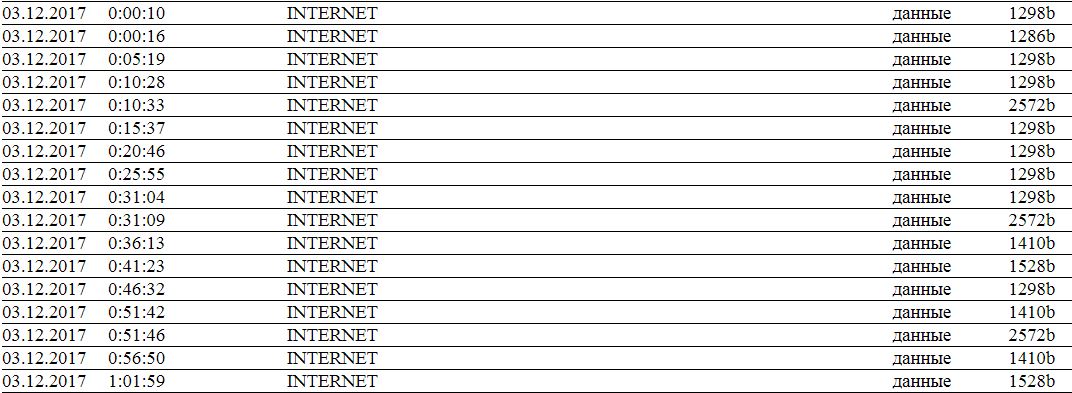 03.12.2017 0:00:10 INTERNET данные 1298b
03.12.2017 0:00:16 INTERNET данные 1286b
03.12.2017 0:05:19 INTERNET данные 1298b
03.12.2017 0:10:28 INTERNET данные 1298b
03.12.2017 0:10:33 INTERNET данные 2572b
03.12.2017 0:15:37 INTERNET данные 1298b
03.12.2017 0:20:46 INTERNET данные 1298b
03.12.2017 0:25:55 INTERNET данные 1298b
03.12.2017 0:31:04 INTERNET данные 1298b
03.12.2017 0:31:09 INTERNET данные 2572b
03.12.2017 0:36:13 INTERNET данные 1410b
03.12.2017 0:41:23 INTERNET данные 1528b
03.12.2017 0:46:32 INTERNET данные 1298b
03.12.2017 0:51:42 INTERNET данные 1410b
03.12.2017 0:51:46 INTERNET данные 2572b
03.12.2017 0:56:50 INTERNET данные 1410b
03.12.2017 1:01:59 INTERNET данные 1528b